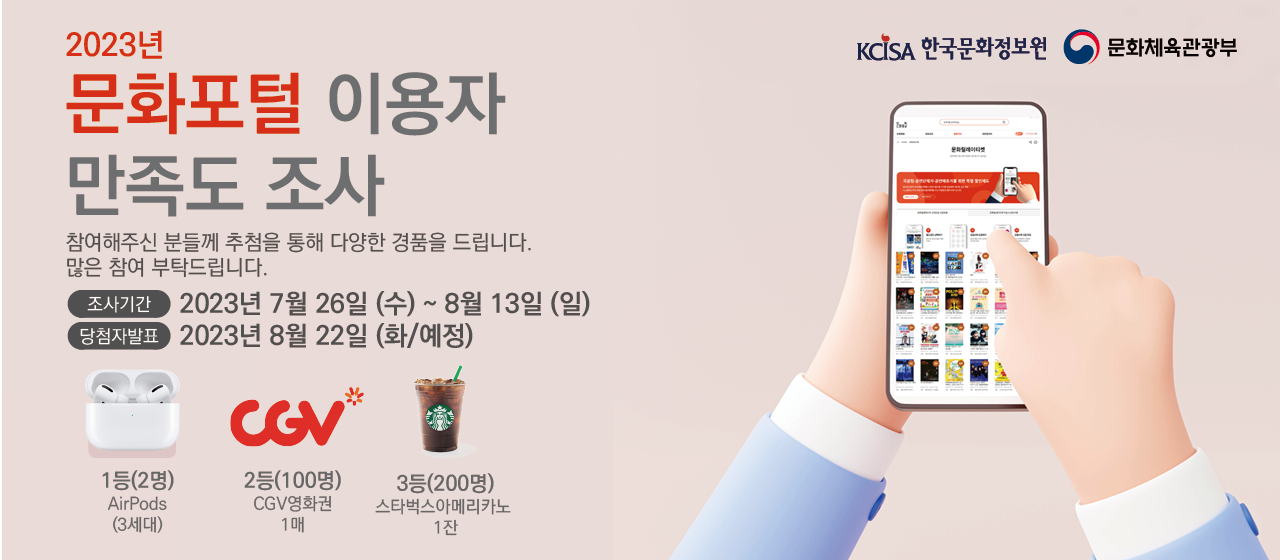 2023년
문화포털 이용자
만족도 조사
참여해주신 분들께 추첨을 통해 다양한 경품을 드립니다.
많은 참여 부탁드립니다.
조사기간 2023년 7월 26일 (수) ~ 8월 13일 (일)
당첨자발표 2023년 8월 22일 (화/예정)
CGV
1등(2명)
AirPods
(3세대)
2등(100명)
CGV영화권
1매
3등(200명)
스타벅스아메리카노
1잔
KCISA 한국문화정보원 문화체육관광부
문화릴레이티켓